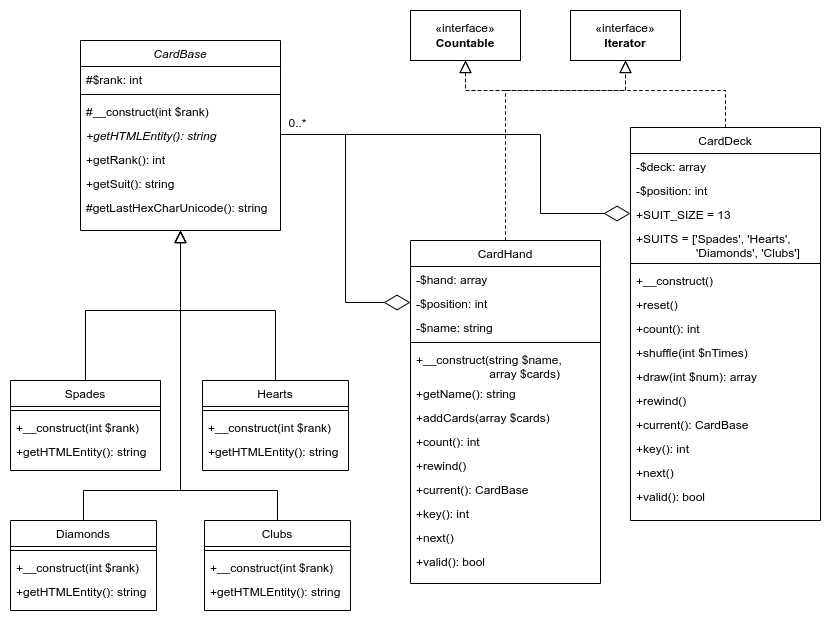 «interface»
Countable
«interface»
Iterator
CardBase
#$rank: int
#__construct(int $rank)
+getHTMLEntity(): string
+getRank(): int
+getSuit(): string
#getLastHexCharUnicode(): string
0..*
CardDeck
-$deck: array
-$position: int
+SUIT_SIZE = 13
+SUITS = ['Spades', 'Hearts',
'Diamonds', 'Clubs']
+__construct()
+reset()
+count(): int
+shuffle(int $nTimes)
+draw(int $num): array
+rewind()
+current(): CardBase
+key(): int
+next()
+valid(): bool
CardHand
-$hand: array
-$position: int
-$name: string
+__construct(string $name,
array $cards)
+getName(): string
+addCards(array $cards)
+count(): int
+rewind()
+current(): CardBase
+key(): int
+next()
+valid(): bool
Spades
+__construct(int $rank)
+getHTMLEntity(): string
Hearts
+__construct(int $rank)
+getHTMLEntity(): string
Diamonds
+__construct(int $rank)
+getHTMLEntity(): string
Clubs
+__construct(int $rank)
+getHTMLEntity(): string